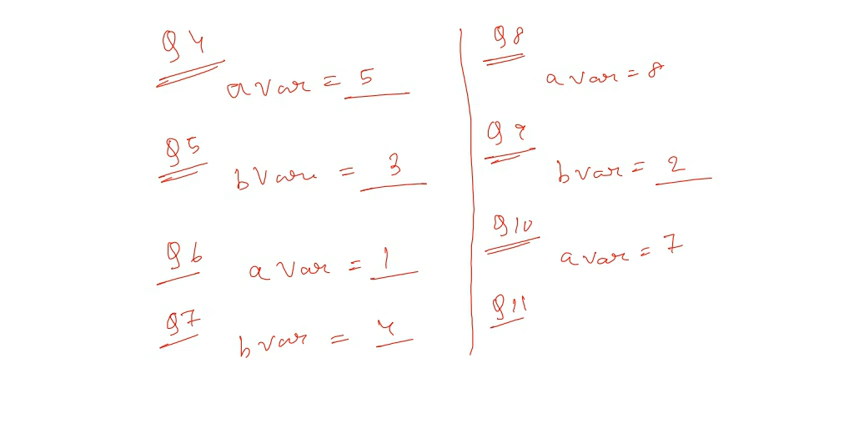 Q4
avar = 5
Q5
bvar = 3
Q6
avar = 1
Q7
bvar = 4
Q8
avar = 8
Q9
bvar = 2
Q10
avar = 7
Q11